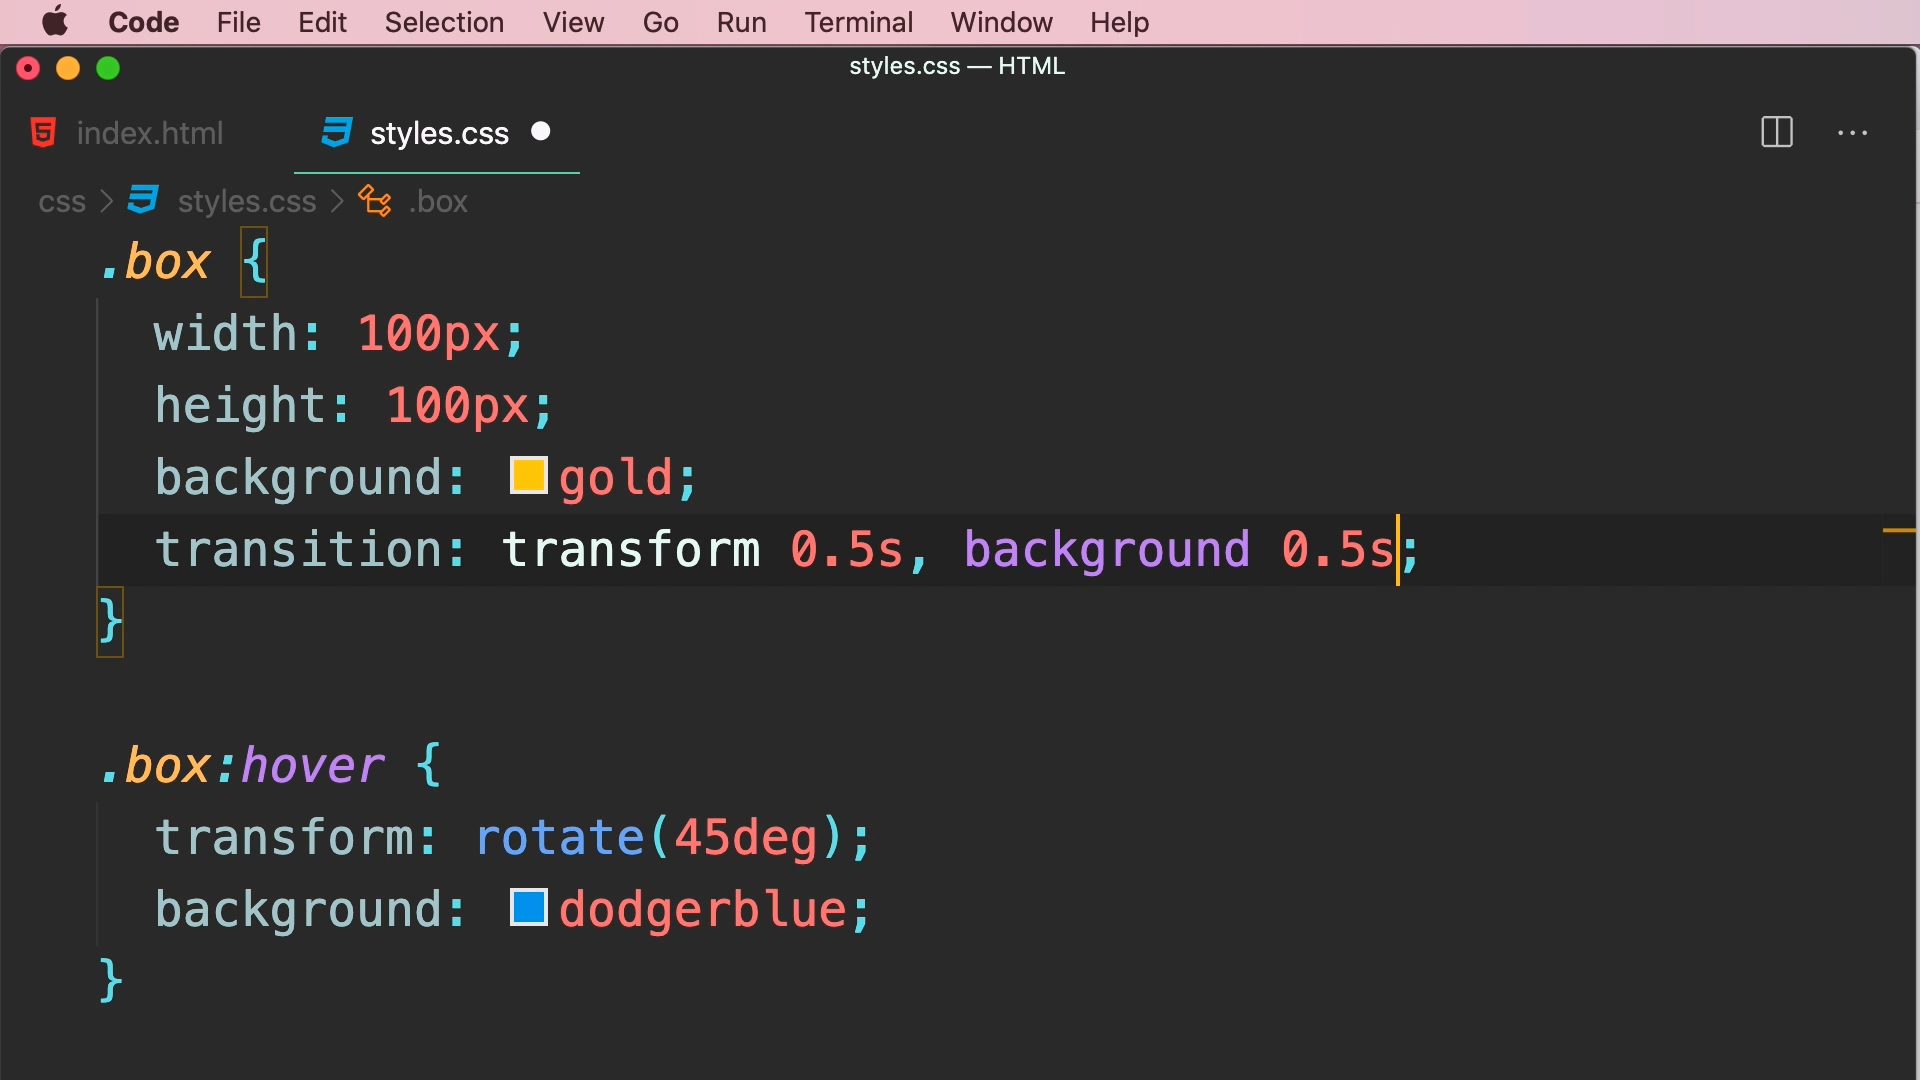 Code File Edit Selection View Go Run Terminal Window Help
styles.css — HTML
index.html styles.css
css > styles.css > .box
.box {
  width: 100px;
  height: 100px;
  background: gold;
  transition: transform 0.5s, background 0.5s;
}

.box:hover {
  transform: rotate(45deg);
  background: dodgerblue;
}